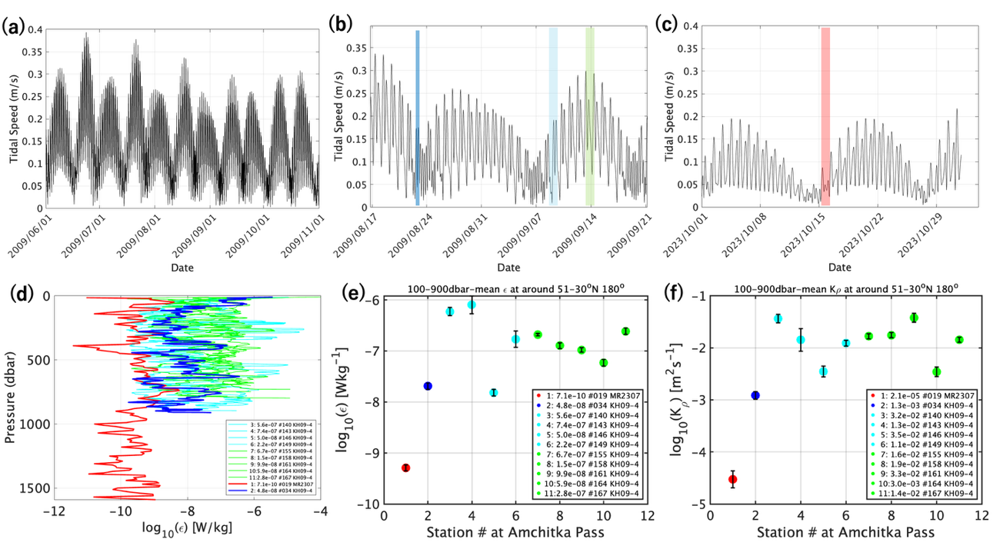 (a)
0.4
0.35
0.3
0.25
0.2
0.15
0.1
0.05
0
Tidal Speed (m/s)
2009/06/01
2009/07/01
2009/08/01
2009/09/01
2009/10/01
2009/11/01
Date
(b)
0.4
0.35
0.3
0.25
0.2
0.15
0.1
0.05
0
Tidal Speed (m/s)
2009/08/17
2009/08/24
2009/08/31
2009/09/07
2009/09/14
2009/09/21
Date
(c)
0.4
0.35
0.3
0.25
0.2
0.15
0.1
0.05
0
Tidal Speed (m/s)
2023/10/01
2023/10/08
2023/10/15
2023/10/22
2023/10/29
Date
(d)
0
500
1000
1500
Pressure (dbar)
−12
−10
−8
−6
−4
log10(ϵ) [W/kg]
3: 5.6e-07 #140 KH09-4
4: 7.4e-07 #143 KH09-4
5: 5.0e-08 #146 KH09-4
6: 2.2e-07 #149 KH09-4
7: 6.7e-07 #155 KH09-4
8: 1.5e-07 #158 KH09-4
9: 9.9e-08 #161 KH09-4
10:5.9e-08 #164 KH09-4
11:2.8e-07 #167 KH09-4
1: 7.1e-10 #019 MR2307
2: 4.8e-08 #034 KH09-4
(e)
100-900dbar-mean ϵ at around 51-30°N 180°
−6
−7
−8
−9
−10
log10(ϵ) [Wkg−1]
0
2
4
6
8
10
12
Station # at Amchitka Pass
1: 7.1e-10 #019 MR2307
2: 4.8e-08 #034 KH09-4
3: 5.6e-07 #140 KH09-4
4: 7.4e-07 #143 KH09-4
5: 5.0e-08 #146 KH09-4
6: 2.2e-07 #149 KH09-4
7: 6.7e-07 #155 KH09-4
8: 1.5e-07 #158 KH09-4
9: 9.9e-08 #161 KH09-4
10:5.9e-08 #164 KH09-4
11:2.8e-07 #167 KH09-4
(f)
100-900dbar-mean Kρ at around 51-30°N 180°
−1
−2
−3
−4
−5
log10(Kρ) [m2s−1]
0
2
4
6
8
10
12
Station # at Amchitka Pass
1: 2.1e-05 #019 MR2307
2: 1.3e-03 #034 KH09-4
3: 3.2e-02 #140 KH09-4
4: 1.3e-02 #143 KH09-4
5: 3.5e-02 #146 KH09-4
6: 1.1e-02 #149 KH09-4
7: 1.6e-02 #155 KH09-4
8: 1.9e-02 #158 KH09-4
9: 3.3e-02 #161 KH09-4
10:3.0e-03 #164 KH09-4
11:1.4e-02 #167 KH09-4